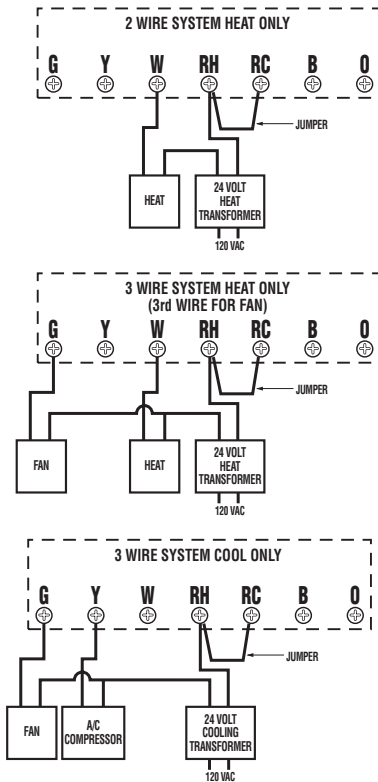 2 WIRE SYSTEM HEAT ONLY
G Y W RH RC B O
JUMPER
HEAT
24 VOLT
HEAT
TRANSFORMER
120 VAC
3 WIRE SYSTEM HEAT ONLY
(3rd WIRE FOR FAN)
G Y W RH RC B O
JUMPER
FAN
HEAT
24 VOLT
HEAT
TRANSFORMER
120 VAC
3 WIRE SYSTEM COOL ONLY
G Y W RH RC B O
JUMPER
FAN
A/C
COMPRESSOR
24 VOLT
COOLING
TRANSFORMER
120 VAC